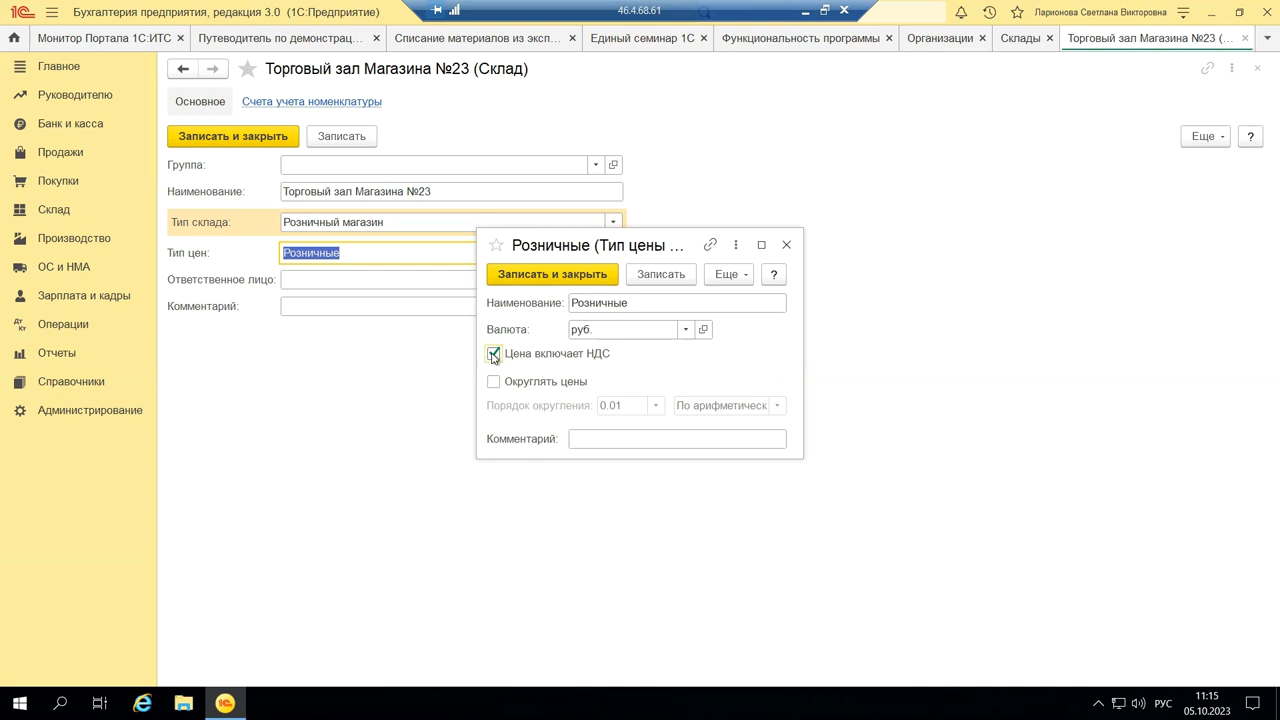 Бухгалтерия предприятия, редакция 3.0 (1С:Предприятие)
46.4.68.61
Ларионова Светлана Викторовна
Монитор Портала 1С:ИТС
Путеводитель по демонстрац...
Списание материалов из эксп...
Единый семинар 1С
Функциональность программы
Организации
Склады
Торговый зал Магазина №23 (...
Главное
Руководителю
Банк и касса
Продажи
Покупки
Склад
Производство
ОС и НМА
Зарплата и кадры
Операции
Отчеты
Справочники
Администрирование
Торговый зал Магазина №23 (Склад)
Основное
Счета учета номенклатуры
Записать и закрыть
Записать
Еще
?
Группа:
Наименование: Торговый зал Магазина №23
Тип склада: Розничный магазин
Тип цен: Розничные
Ответственное лицо:
Комментарий:
Розничные (Тип цены ...
Записать и закрыть
Записать
Еще
?
Наименование: Розничные
Валюта: руб.
Цена включает НДС
Округлять цены
Порядок округления: 0.01 По арифметическ
Комментарий:
РУС
11:15
05.10.2023